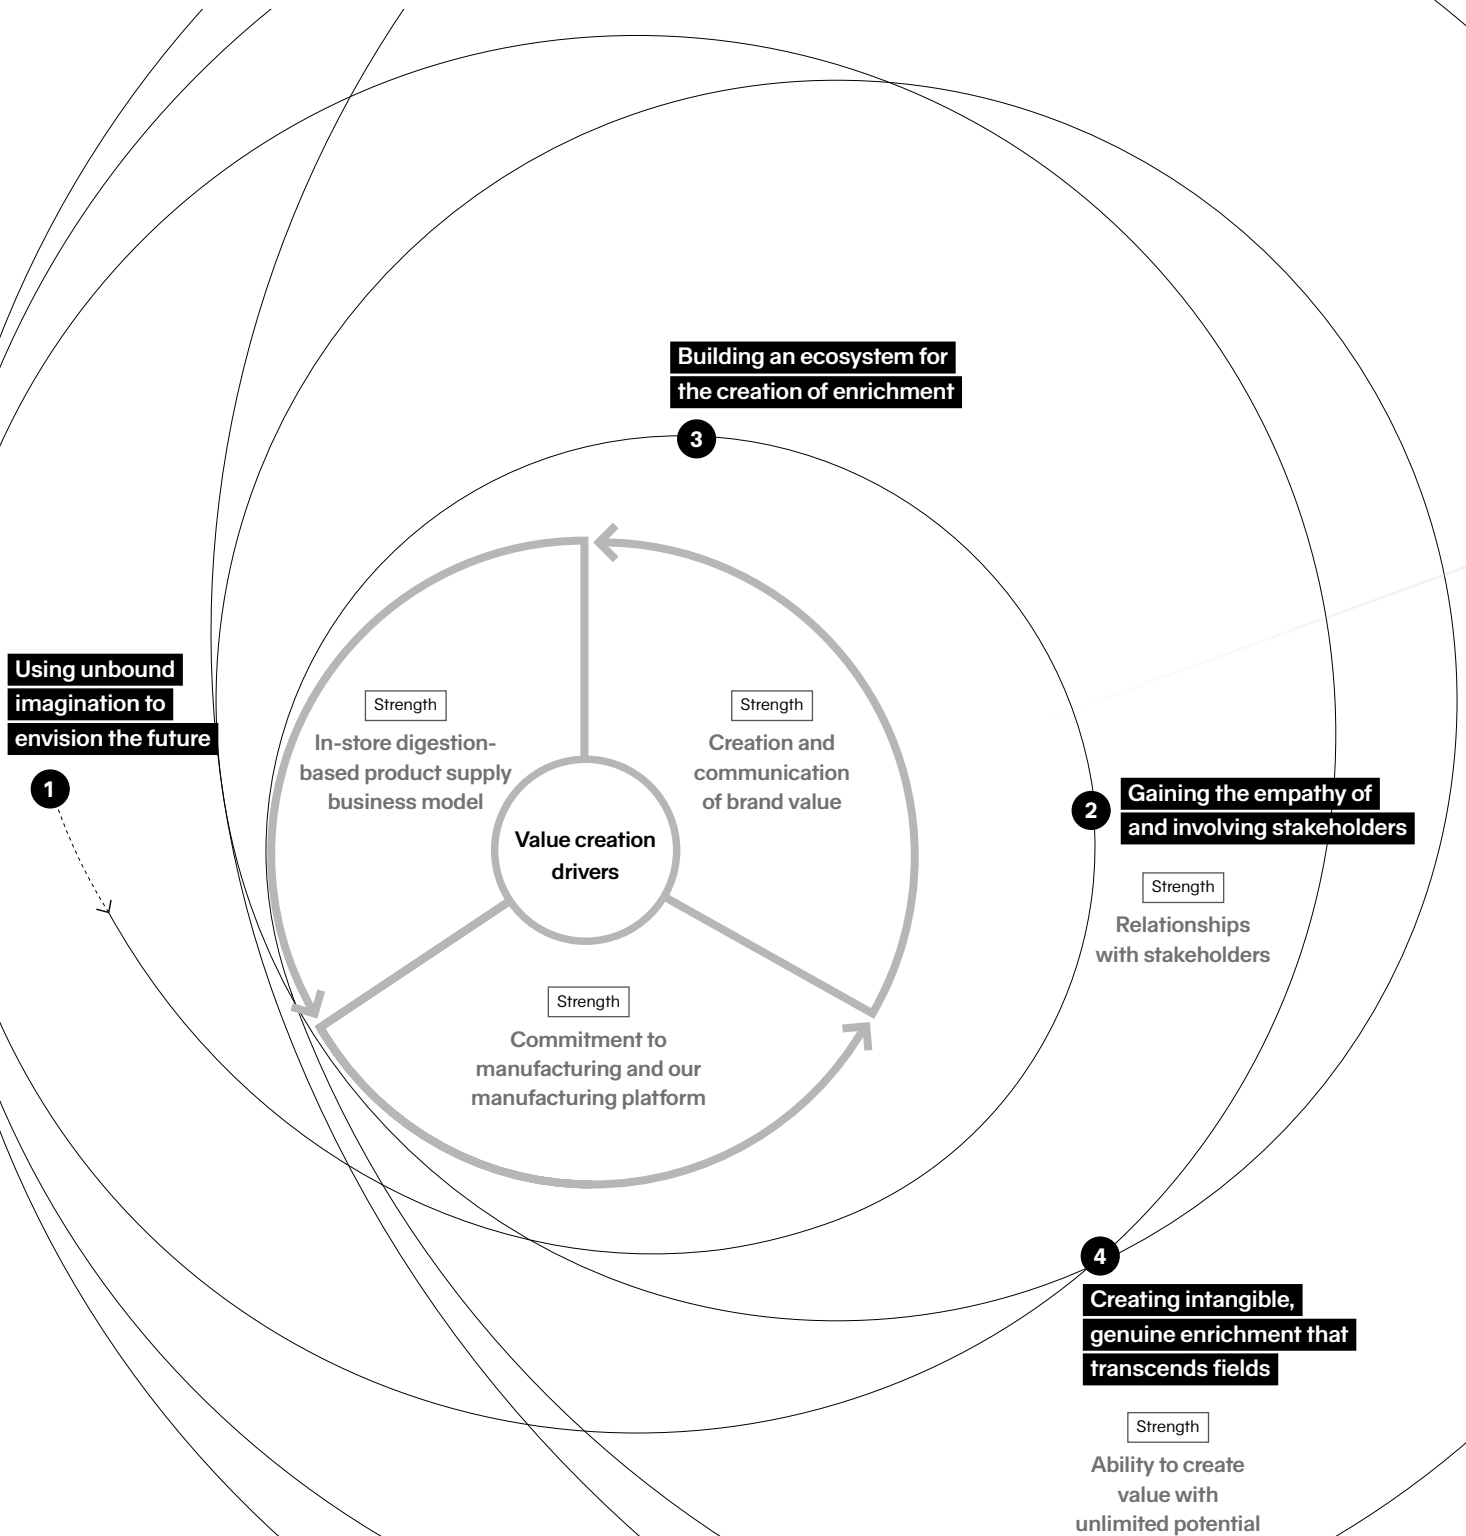 Building an ecosystem for
the creation of enrichment
3
Using unbound
imagination to
envision the future
1
Strength
In-store digestion-
based product supply
business model
Strength
Creation and
communication
of brand value
Value creation
drivers
Strength
Commitment to
manufacturing and our
manufacturing platform
2
Gaining the empathy of
and involving stakeholders
Strength
Relationships
with stakeholders
4
Creating intangible,
genuine enrichment that
transcends fields
Strength
Ability to create
value with
unlimited potential